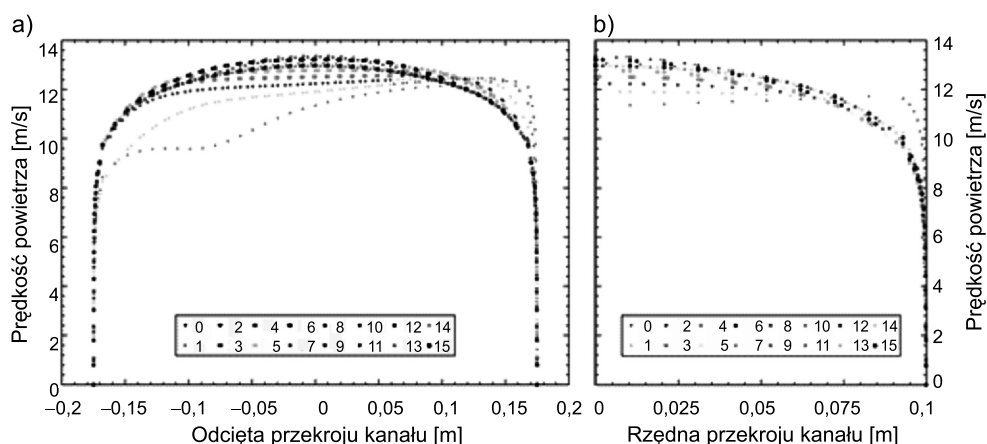 a)
Prędkość powietrza [m/s]
14
12
10
8
6
4
2
0
0 2 4 6 8 10 12 14
1 3 5 7 9 11 13 15
–0,2 –0,15 –0,1 –0,05 0 0,05 0,1 0,15 0,2
Odcięta przekroju kanału [m]
b)
14
12
10
8
6
4
2
0
Prędkość powietrza [m/s]
0 2 4 6 8 10 12 14
1 3 5 7 9 11 13 15
0 0,025 0,05 0,075 0,1
Rzędna przekroju kanału [m]